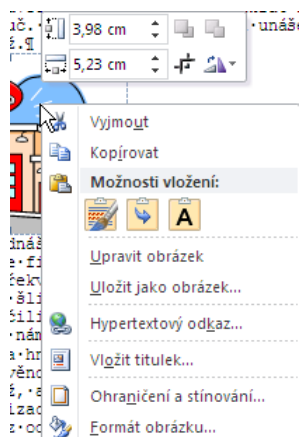 uč.
3,98 cm
unáše
ž.¶
5,23 cm
Vyjmout
Kopírovat
Možnosti vložení:
A
Upravit obrázek
Uložit jako obrázek...
Hypertextový odkaz...
Vložit titulek...
Ohraničení a stínování...
Formát obrázku...